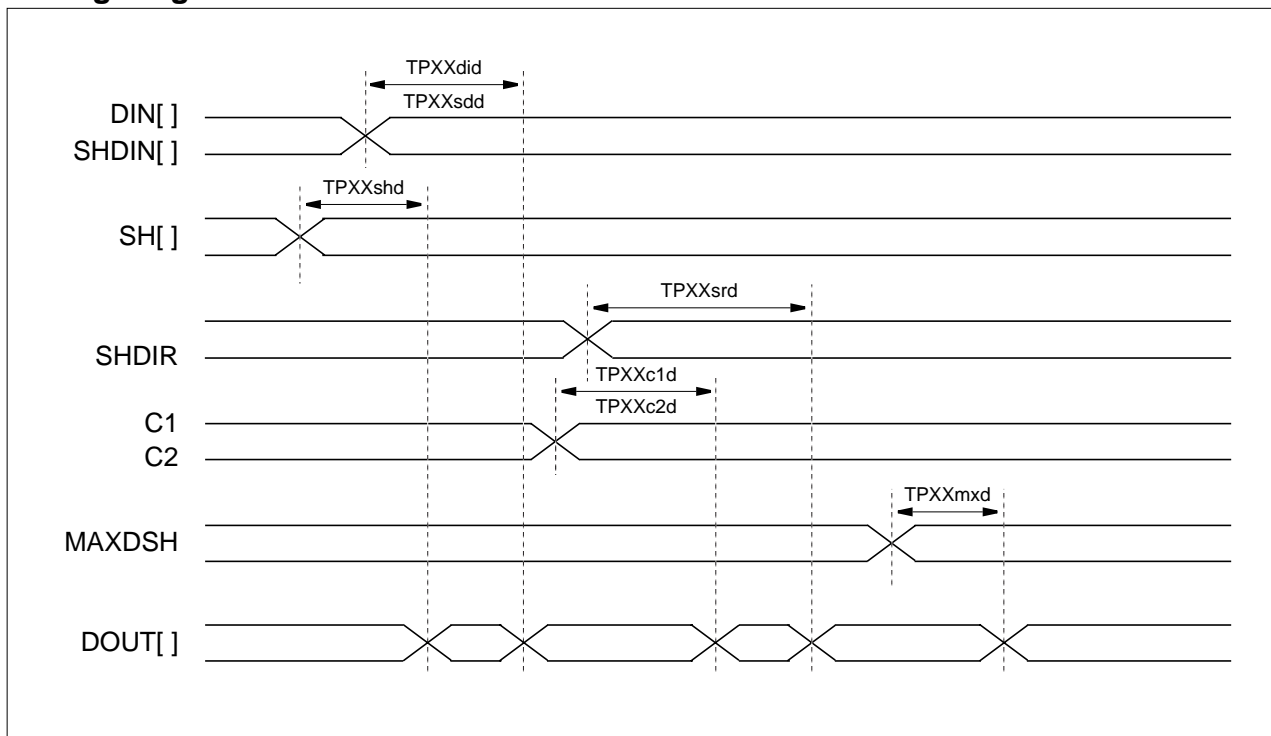 TPXXdid
DIN[ ]
TPXXsdd
SHDIN[ ]
TPXXshd
SH[ ]
TPXXsrd
SHDIR
TPXXc1d
C1
TPXXc2d
C2
TPXXmxd
MAXDSH
DOUT[ ]